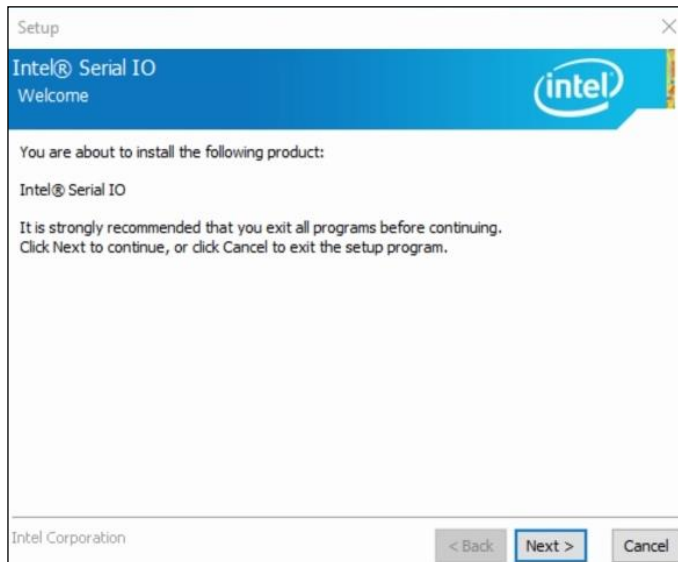 Setup
Intel® Serial IO
Welcome
intel
You are about to install the following product:
Intel® Serial IO
It is strongly recommended that you exit all programs before continuing.
Click Next to continue, or click Cancel to exit the setup program.
Intel Corporation
< Back Next > Cancel